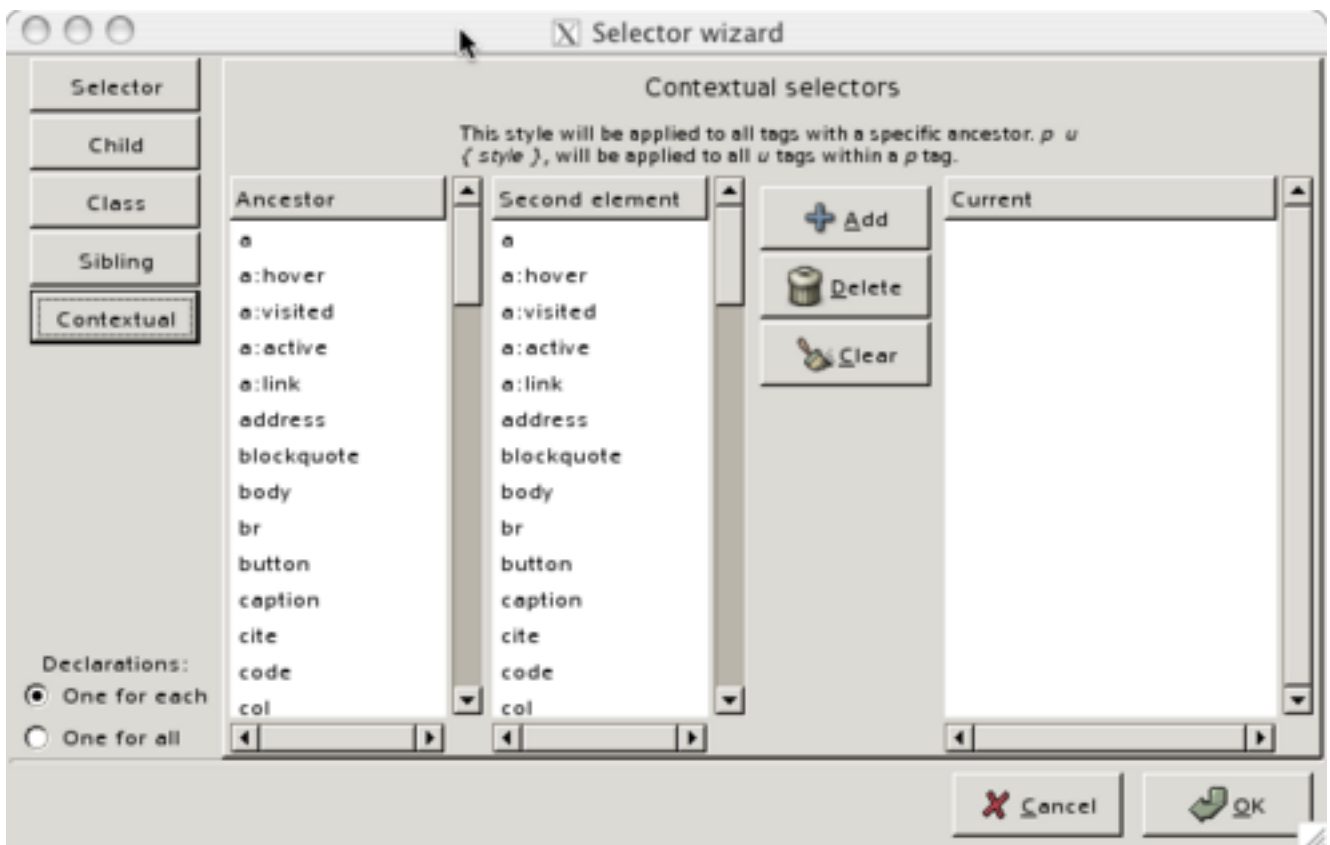 Selector wizard
Selector
Child
Class
Sibling
Contextual
Declarations:
One for each
One for all
Contextual selectors
This style will be applied to all tags with a specific ancestor. p u
{ style }, will be applied to all u tags within a p tag.
Ancestor
a
a:hover
a:visited
a:active
a:link
address
blockquote
body
br
button
caption
cite
code
col
Second element
a
a:hover
a:visited
a:active
a:link
address
blockquote
body
br
button
caption
cite
code
col
Add
Delete
Clear
Current
Cancel
OK